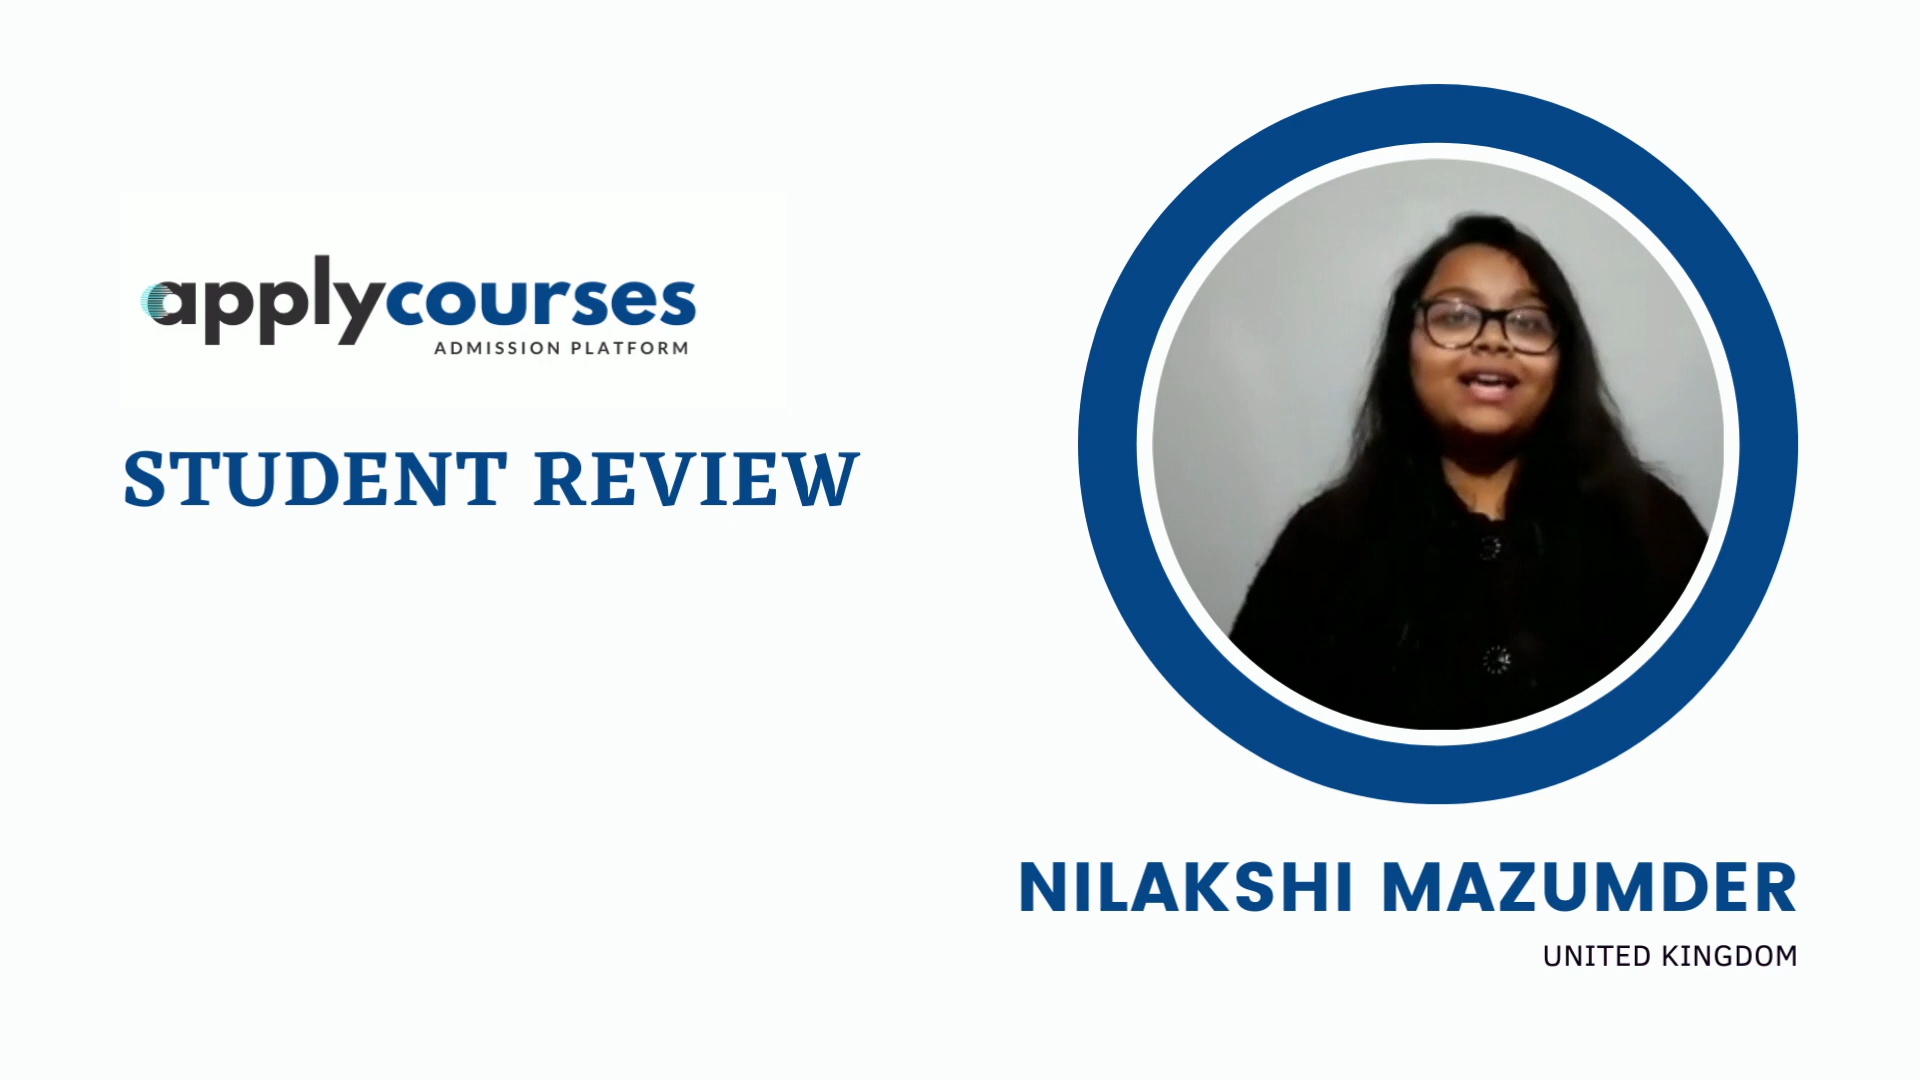 applycourses
ADMISSION PLATFORM
STUDENT REVIEW
NILAKSHI MAZUMDER
UNITED KINGDOM